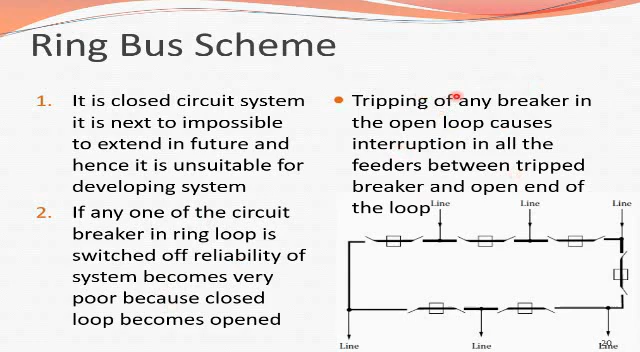 Ring Bus Scheme
1. It is closed circuit system
it is next to impossible
to extend in future and
hence it is unsuitable for
developing system
2. If any one of the circuit
breaker in ring loop is
switched off reliability of
system becomes very
poor because closed
loop becomes opened
• Tripping of any breaker in
the open loop causes
interruption in all the
feeders between tripped
breaker and open end of
the loop
Line Line Line
Line Line Line
20